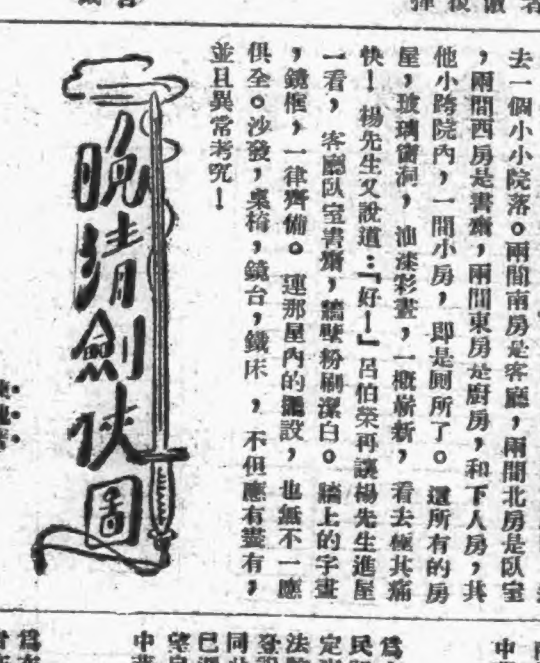 去一個小小院落。兩間南房是客廳，兩間北房是臥室
，兩間西房是書齋，兩間東房是廚房，和下人房，其
他小跨院內，一間小房，即是厠所了。這所有的房
屋，玻璃窗洞，油漆彩畫，一概嶄新，看去極其痛
快！楊先生又說道：「好！」呂伯榮再讓楊先生進屋
一看，客廳臥室書齋，牆壁粉刷潔白。牆上的字畫
，鏡框，一律齊備。連那屋內的擺設，也無不一應
俱全。沙發，桌椅，鏡台，鐵床，不但應有盡有，
並且異常考究！
晚清劍俠圖